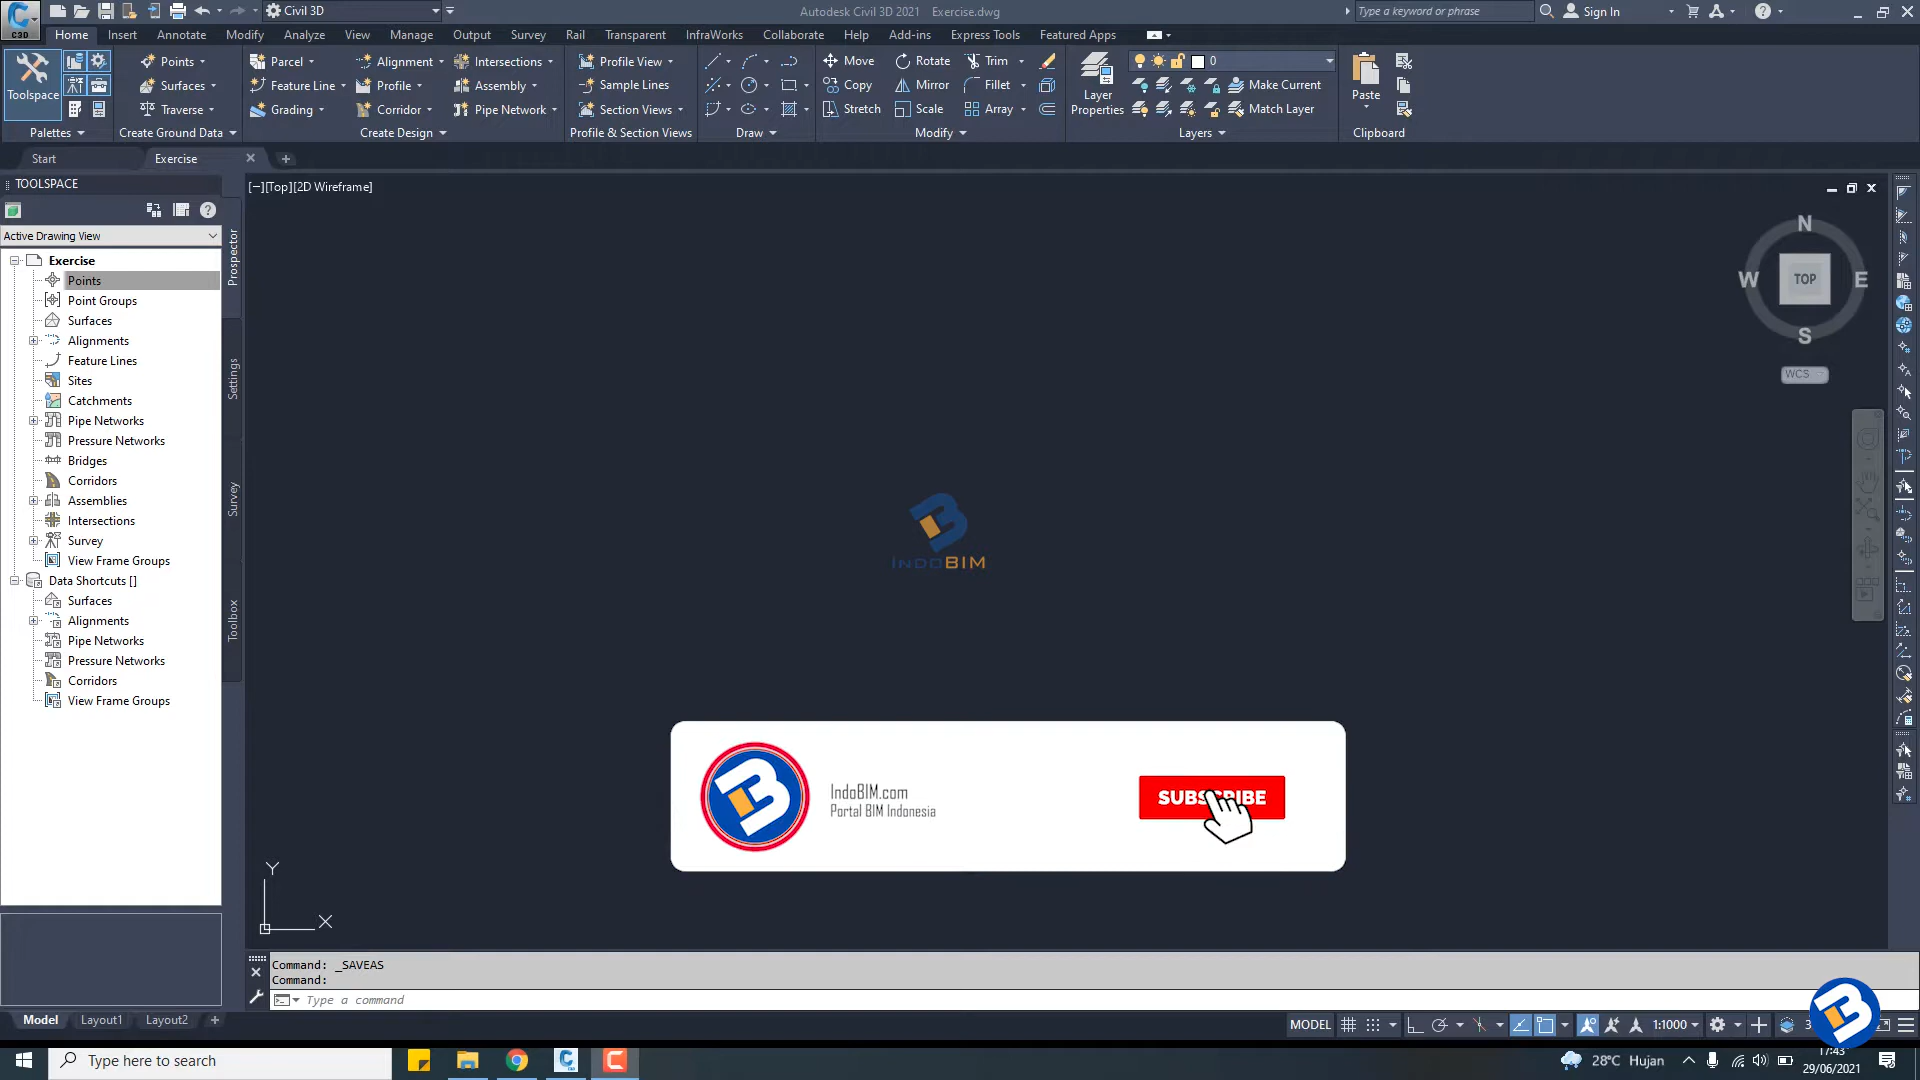 Civil 3D
Autodesk Civil 3D 2021 Exercise.dwg
Type a keyword or phrase
Sign In
C3D
Home Insert Annotate Modify Analyze View Manage Output Survey Rail Transparent InfraWorks Collaborate Help Add-ins Express Tools Featured Apps
Toolspace
Points
Surfaces
Traverse
Parcel
Feature Line
Grading
Alignment
Profile
Corridor
Intersections
Assembly
Pipe Network
Profile View
Sample Lines
Section Views
Move
Copy
Stretch
Rotate
Mirror
Scale
Trim
Fillet
Array
Layer
Properties
0
Make Current
Match Layer
Paste
Palettes
Create Ground Data
Create Design
Profile & Section Views
Draw
Modify
Layers
Clipboard
Start
Exercise
TOOLSPACE
Active Drawing View
Exercise
Points
Point Groups
Surfaces
Alignments
Feature Lines
Sites
Catchments
Pipe Networks
Pressure Networks
Bridges
Corridors
Assemblies
Intersections
Survey
View Frame Groups
Data Shortcuts []
Surfaces
Alignments
Pipe Networks
Pressure Networks
Corridors
View Frame Groups
Prospector
Settings
Survey
Toolbox
[−][Top][2D Wireframe]
N
W TOP E
S
WCS
INDOBIM
IndoBIM.com
Portal BIM Indonesia
SUBSCRIBE
Y
X
Command: _SAVEAS
Command:
Type a command
Model Layout1 Layout2
MODEL
1:1000
Type here to search
28°C Hujan
17:43
29/06/2021